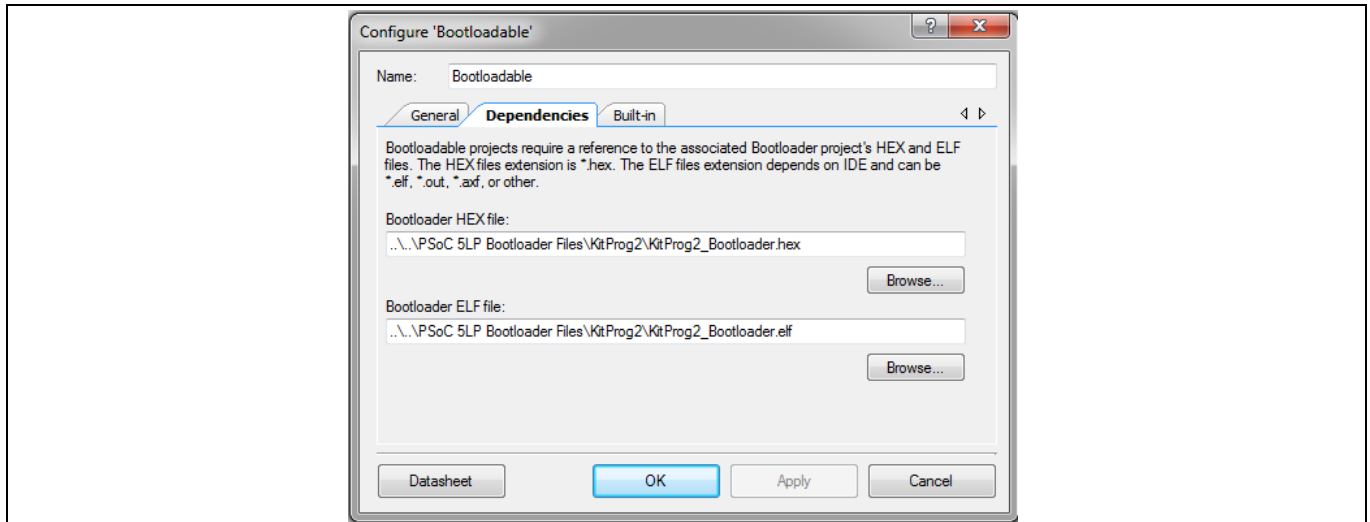 Configure 'Bootloadable'
Name: Bootloadable
General Dependencies Built-in
Bootloadable projects require a reference to the associated Bootloader project's HEX and ELF
files. The HEX files extension is *.hex. The ELF files extension depends on IDE and can be
*.elf, *.out, *.axf, or other.
Bootloader HEX file:
..\..\PSoC 5LP Bootloader Files\KitProg2\KitProg2_Bootloader.hex
Browse...
Bootloader ELF file:
..\..\PSoC 5LP Bootloader Files\KitProg2\KitProg2_Bootloader.elf
Browse...
Datasheet OK Apply Cancel